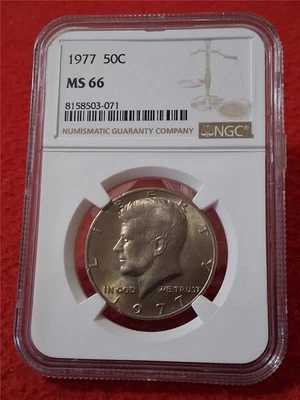 1977 50C
MS 66
8158503-071
NUMISMATIC GUARANTY COMPANY
NGC®
LIBERTY
IN GOD WE TRUST
1977